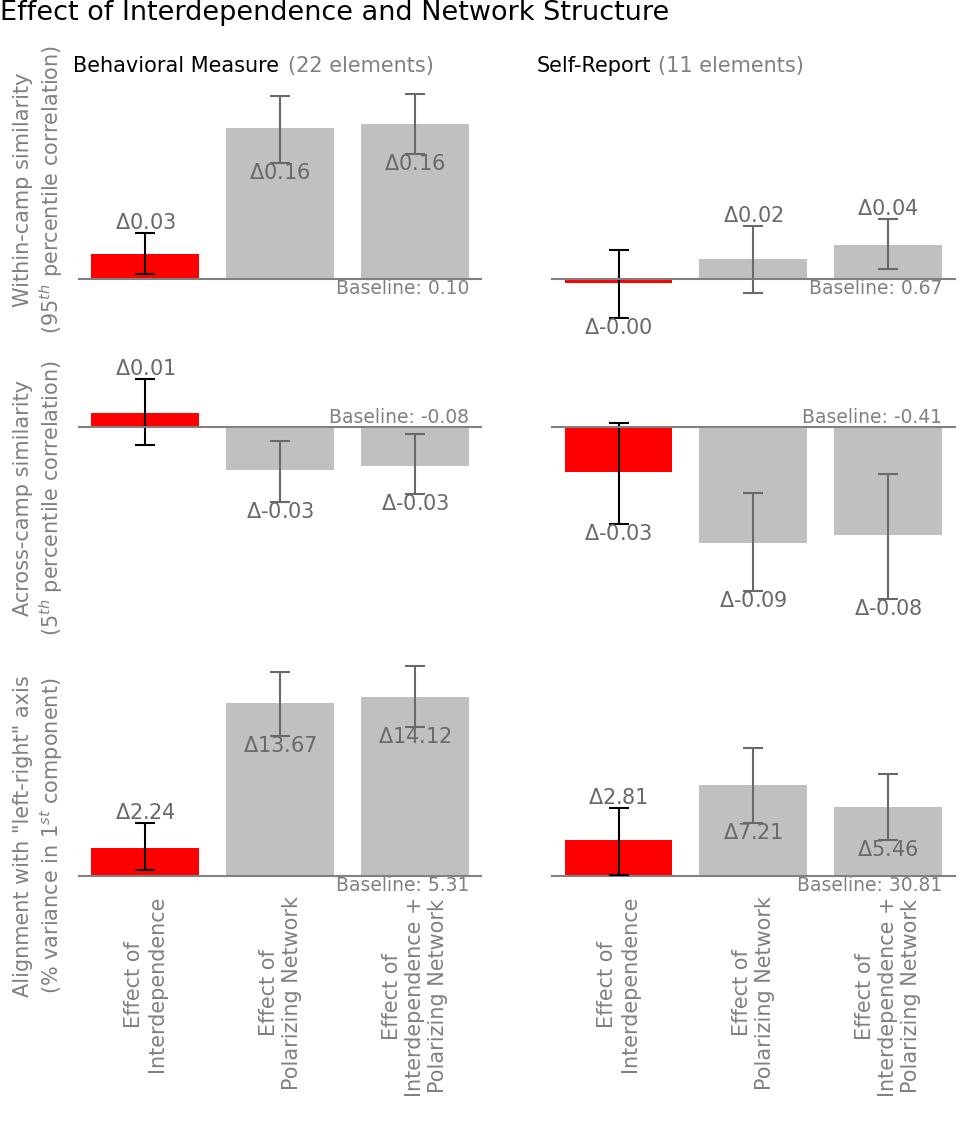 Effect of Interdependence and Network Structure
Behavioral Measure (22 elements)
Self-Report (11 elements)
Within-camp similarity
(95th percentile correlation)
Δ0.03
Δ0.16
Δ0.16
Baseline: 0.10
Δ-0.00
Δ0.02
Δ0.04
Baseline: 0.67
Across-camp similarity
(5th percentile correlation)
Δ0.01
Δ-0.03
Δ-0.03
Baseline: -0.08
Δ-0.03
Δ-0.09
Δ-0.08
Baseline: -0.41
Alignment with "left-right" axis
(% variance in 1st component)
Δ2.24
Δ13.67
Δ14.12
Baseline: 5.31
Δ2.81
Δ7.21
Δ5.46
Baseline: 30.81
Effect of
Interdependence
Effect of
Polarizing Network
Effect of
Interdependence +
Polarizing Network
Effect of
Interdependence
Effect of
Polarizing Network
Effect of
Interdependence +
Polarizing Network